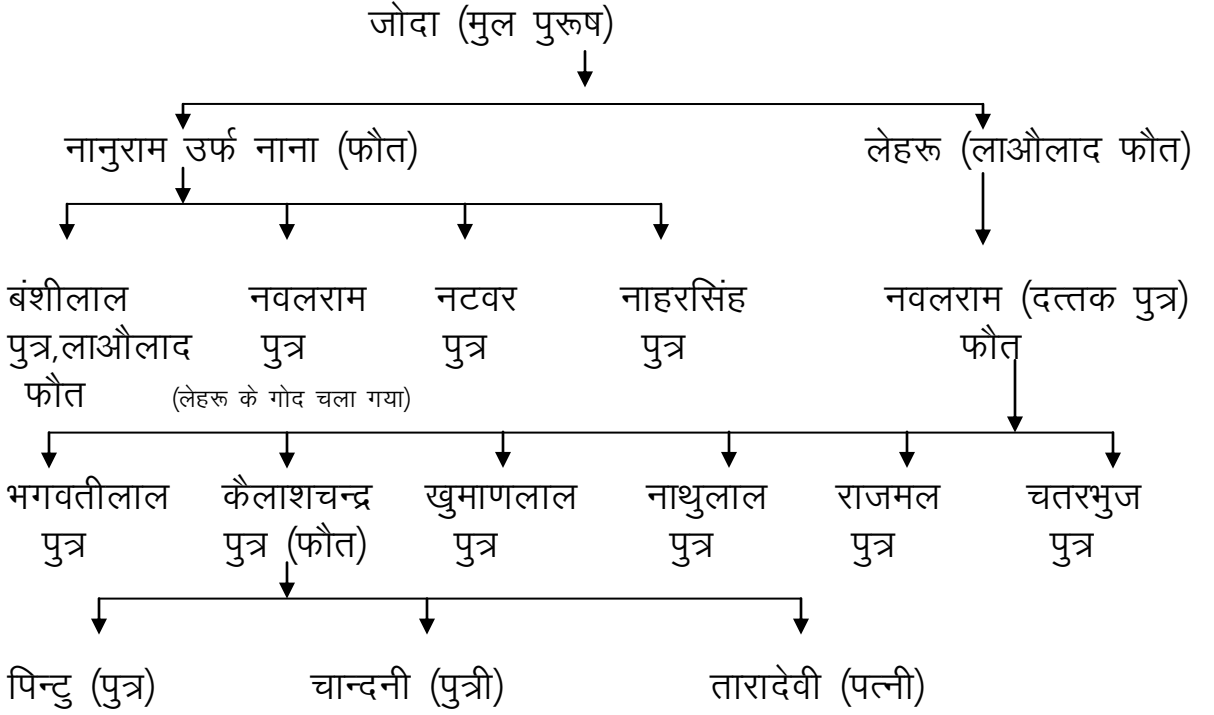 जोदा (मुल पुरूष)
नानुराम उर्फ नाना (फौत) लेहरू (लाऔलाद फौत)
बंशीलाल नवलराम नटवर नाहरसिंह नवलराम (दत्तक पुत्र)
पुत्र,लाऔलाद पुत्र पुत्र पुत्र फौत
फौत (लेहरू के गोद चला गया)
भगवतीलाल कैलाशचन्द्र खुमाणलाल नाथुलाल राजमल चतरभुज
पुत्र पुत्र (फौत) पुत्र पुत्र पुत्र पुत्र
पिन्टु (पुत्र) चान्दनी (पुत्री) तारादेवी (पत्नी)